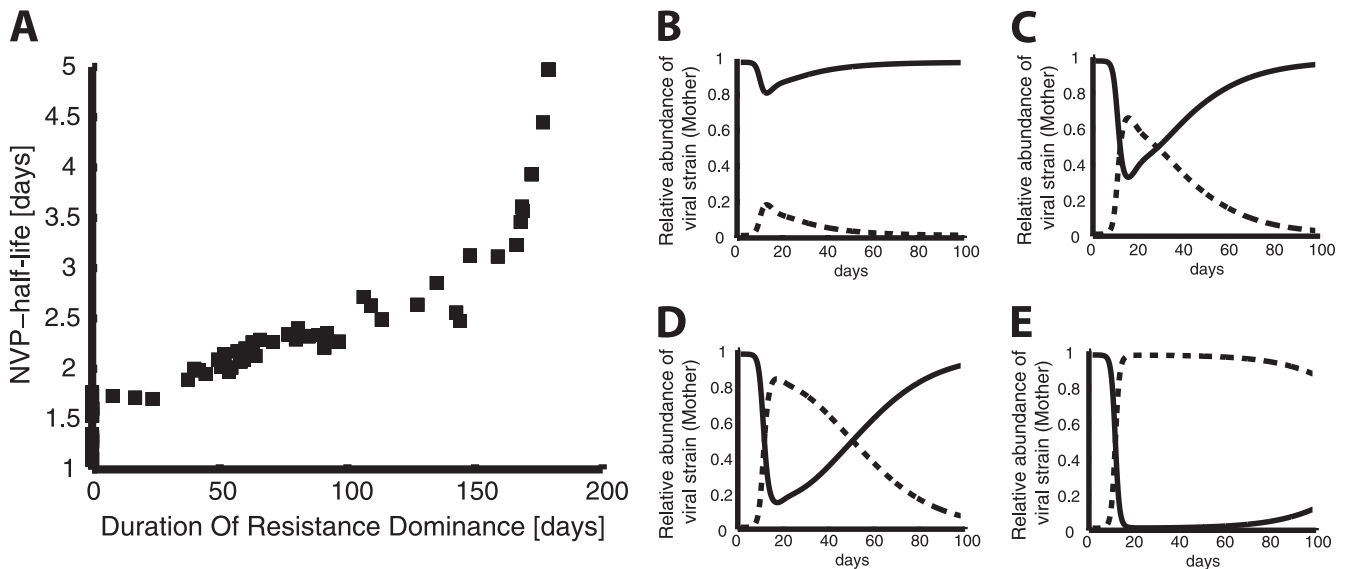 A
NVP-half-life [days]
5
4.5
4
3.5
3
2.5
2
1.5
1
0 50 100 150 200
Duration Of Resistance Dominance [days]
B
Relative abundance of
viral strain (Mother)
1
0.8
0.6
0.4
0.2
0
0 20 40 60 80 100
days
C
Relative abundance of
viral strain (Mother)
1
0.8
0.6
0.4
0.2
0
0 20 40 60 80 100
days
D
Relative abundance of
viral strain (Mother)
1
0.8
0.6
0.4
0.2
0
0 20 40 60 80 100
days
E
Relative abundance of
viral strain (Mother)
1
0.8
0.6
0.4
0.2
0
0 20 40 60 80 100
days